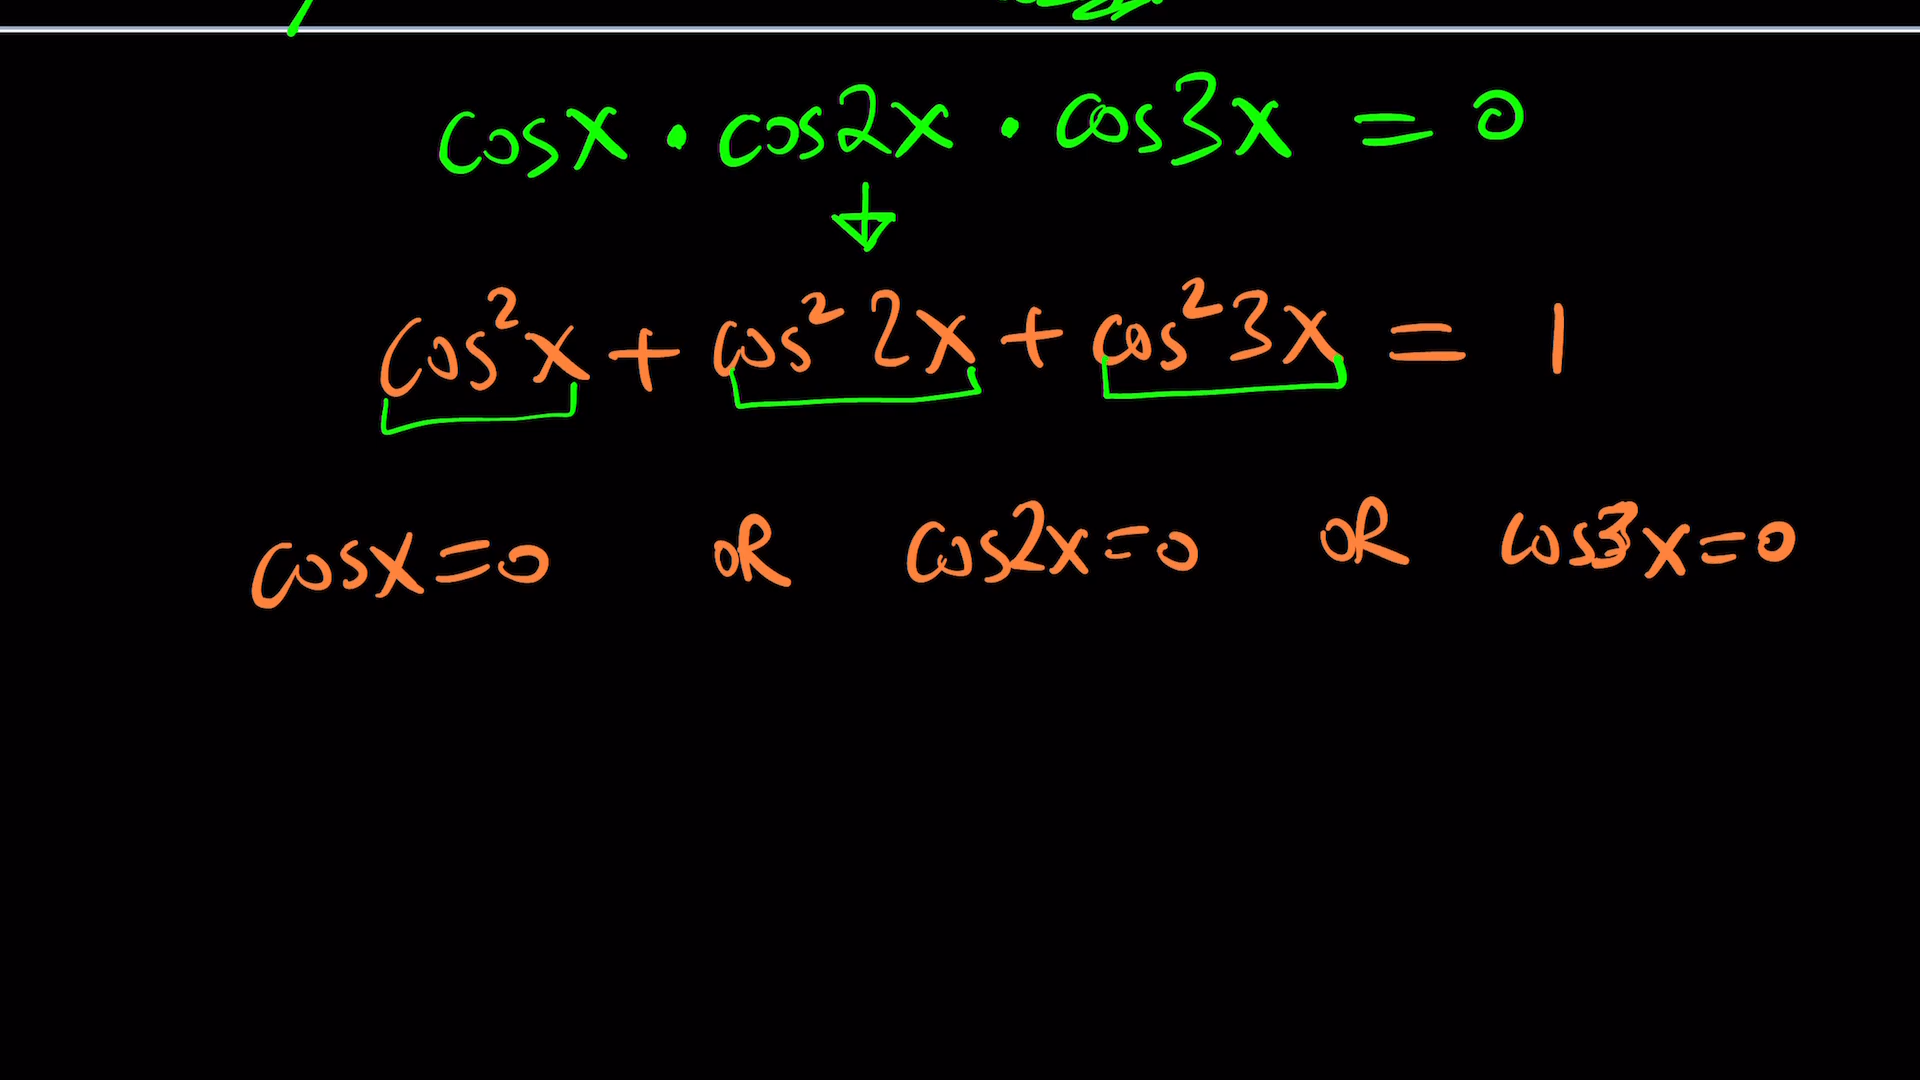 cosx · cos2x · cos3x = 0
cos²x + cos²2x + cos²3x = 1
cosx=0 OR cos2x=0 OR cos3x=0